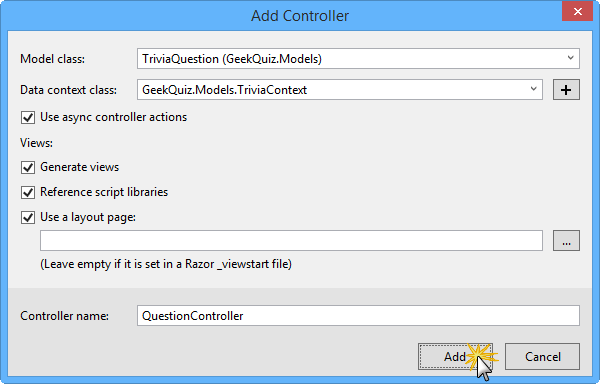 Add Controller
Model class: TriviaQuestion (GeekQuiz.Models)
Data context class: GeekQuiz.Models.TriviaContext +
Use async controller actions
Views:
Generate views
Reference script libraries
Use a layout page:
...
(Leave empty if it is set in a Razor _viewstart file)
Controller name: QuestionController
Add Cancel